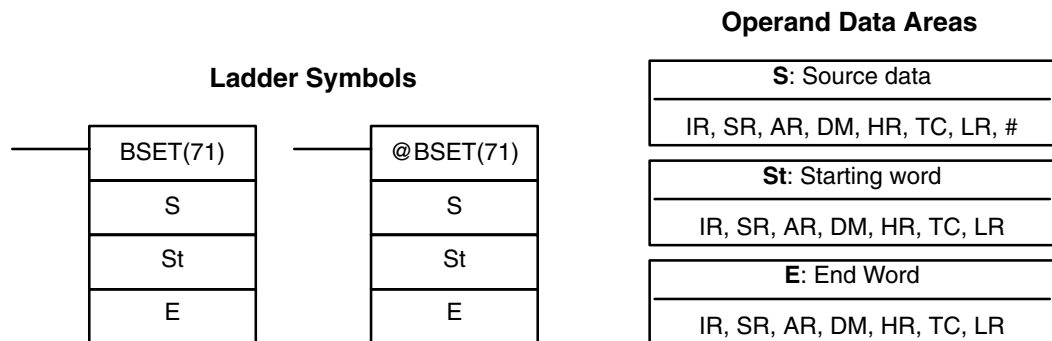 Ladder Symbols
BSET(71)
S
St
E
@BSET(71)
S
St
E
Operand Data Areas
S: Source data
IR, SR, AR, DM, HR, TC, LR, #
St: Starting word
IR, SR, AR, DM, HR, TC, LR
E: End Word
IR, SR, AR, DM, HR, TC, LR